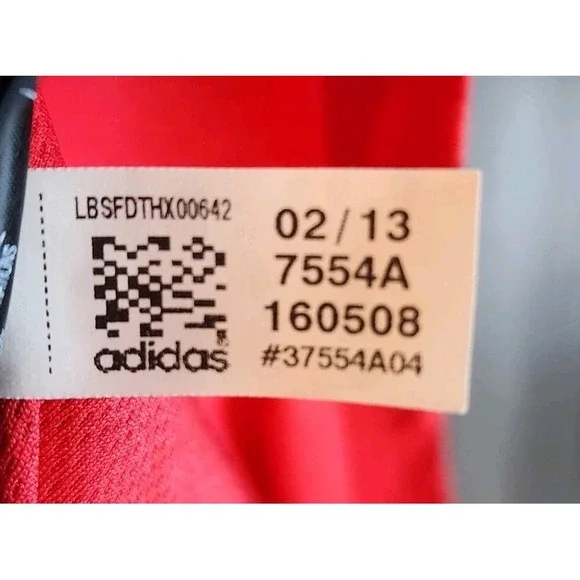 LBSFDTHX00642
adidas
02/13
7554A
160508
#37554A04